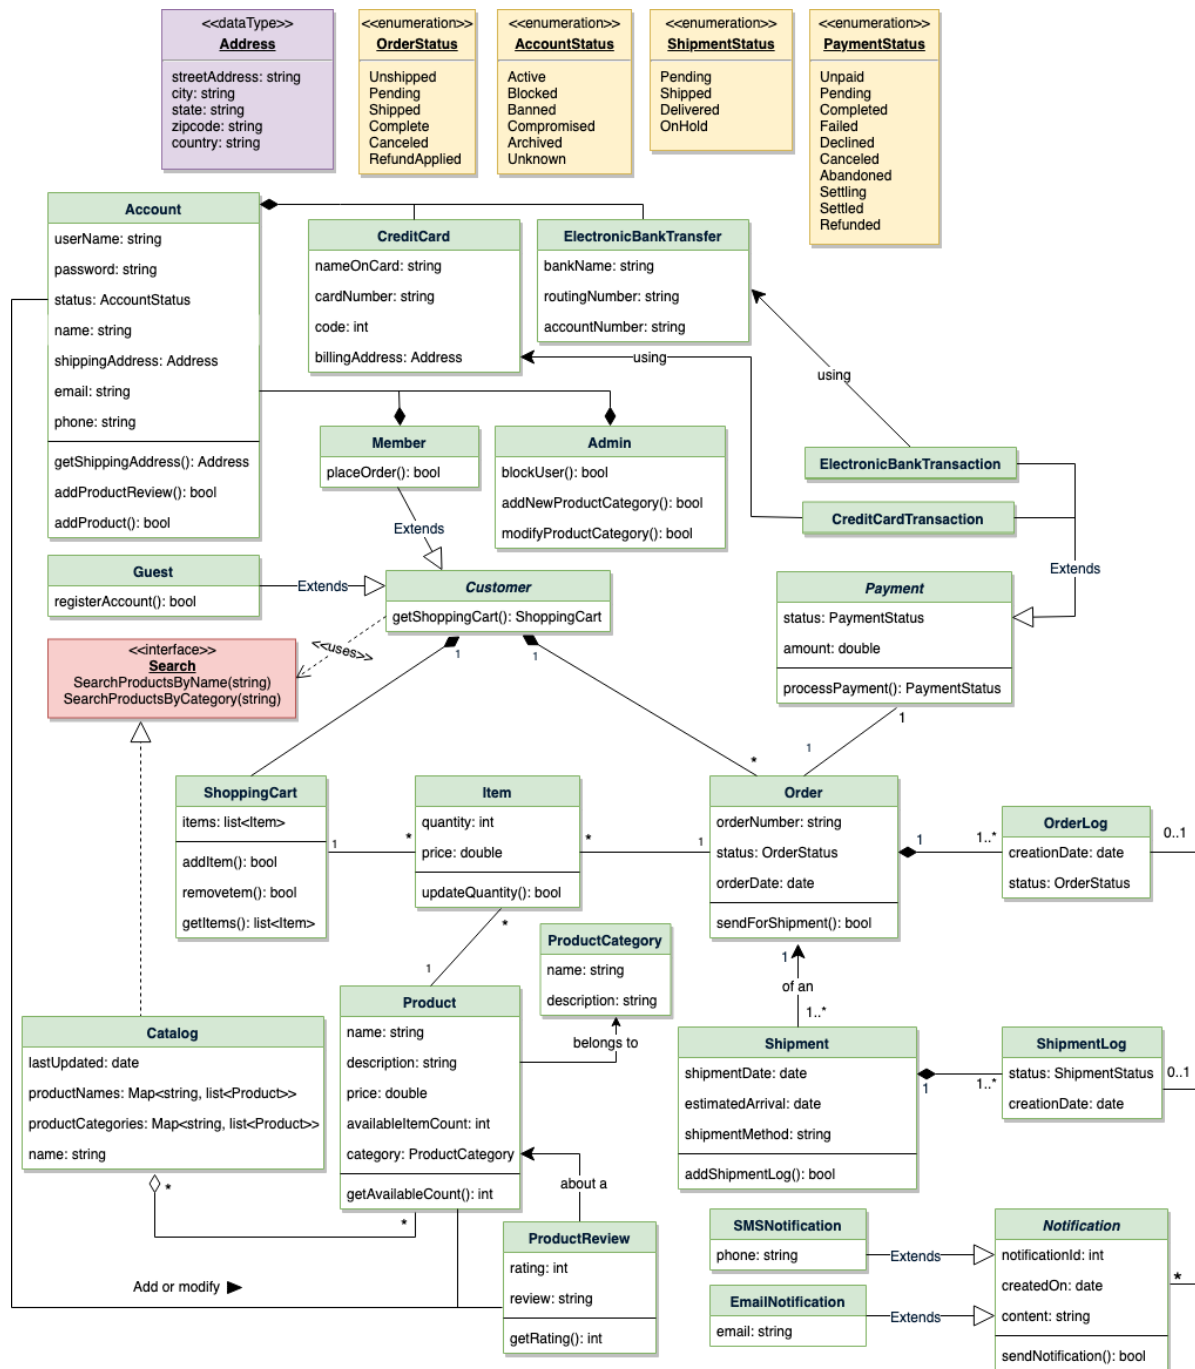 <<dataType>>
Address
streetAddress: string
city: string
state: string
zipcode: string
country: string
<<enumeration>>
OrderStatus
Unshipped
Pending
Shipped
Complete
Canceled
RefundApplied
<<enumeration>>
AccountStatus
Active
Blocked
Banned
Compromised
Archived
Unknown
<<enumeration>>
ShipmentStatus
Pending
Shipped
Delivered
OnHold
<<enumeration>>
PaymentStatus
Unpaid
Pending
Completed
Failed
Declined
Canceled
Abandoned
Settling
Settled
Refunded
Account
userName: string
password: string
status: AccountStatus
name: string
shippingAddress: Address
email: string
phone: string
getShippingAddress(): Address
addProductReview(): bool
addProduct(): bool
CreditCard
nameOnCard: string
cardNumber: string
code: int
billingAddress: Address
ElectronicBankTransfer
bankName: string
routingNumber: string
accountNumber: string
using
using
Member
placeOrder(): bool
Admin
blockUser(): bool
addNewProductCategory(): bool
modifyProductCategory(): bool
ElectronicBankTransaction
CreditCardTransaction
Extends
Extends
Guest
registerAccount(): bool
Extends
Customer
getShoppingCart(): ShoppingCart
Payment
status: PaymentStatus
amount: double
processPayment(): PaymentStatus
<<interface>>
Search
SearchProductsByName(string)
SearchProductsByCategory(string)
<<uses>>
1
1
1
1
*
ShoppingCart
items: list<Item>
addItem(): bool
removetem(): bool
getItems(): list<Item>
1
*
Item
quantity: int
price: double
updateQuantity(): bool
*
1
Order
orderNumber: string
status: OrderStatus
orderDate: date
sendForShipment(): bool
1
1..*
OrderLog
creationDate: date
status: OrderStatus
0..1
*
1
ProductCategory
name: string
description: string
1
of an
1..*
belongs to
Catalog
lastUpdated: date
productNames: Map<string, list<Product>>
productCategories: Map<string, list<Product>>
name: string
Product
name: string
description: string
price: double
availableItemCount: int
category: ProductCategory
getAvailableCount(): int
Shipment
shipmentDate: date
estimatedArrival: date
shipmentMethod: string
addShipmentLog(): bool
1
1..*
ShipmentLog
status: ShipmentStatus
creationDate: date
0..1
*
*
about a
ProductReview
rating: int
review: string
getRating(): int
Add or modify
SMSNotification
phone: string
Extends
EmailNotification
email: string
Extends
Notification
notificationId: int
createdOn: date
content: string
sendNotification(): bool
*